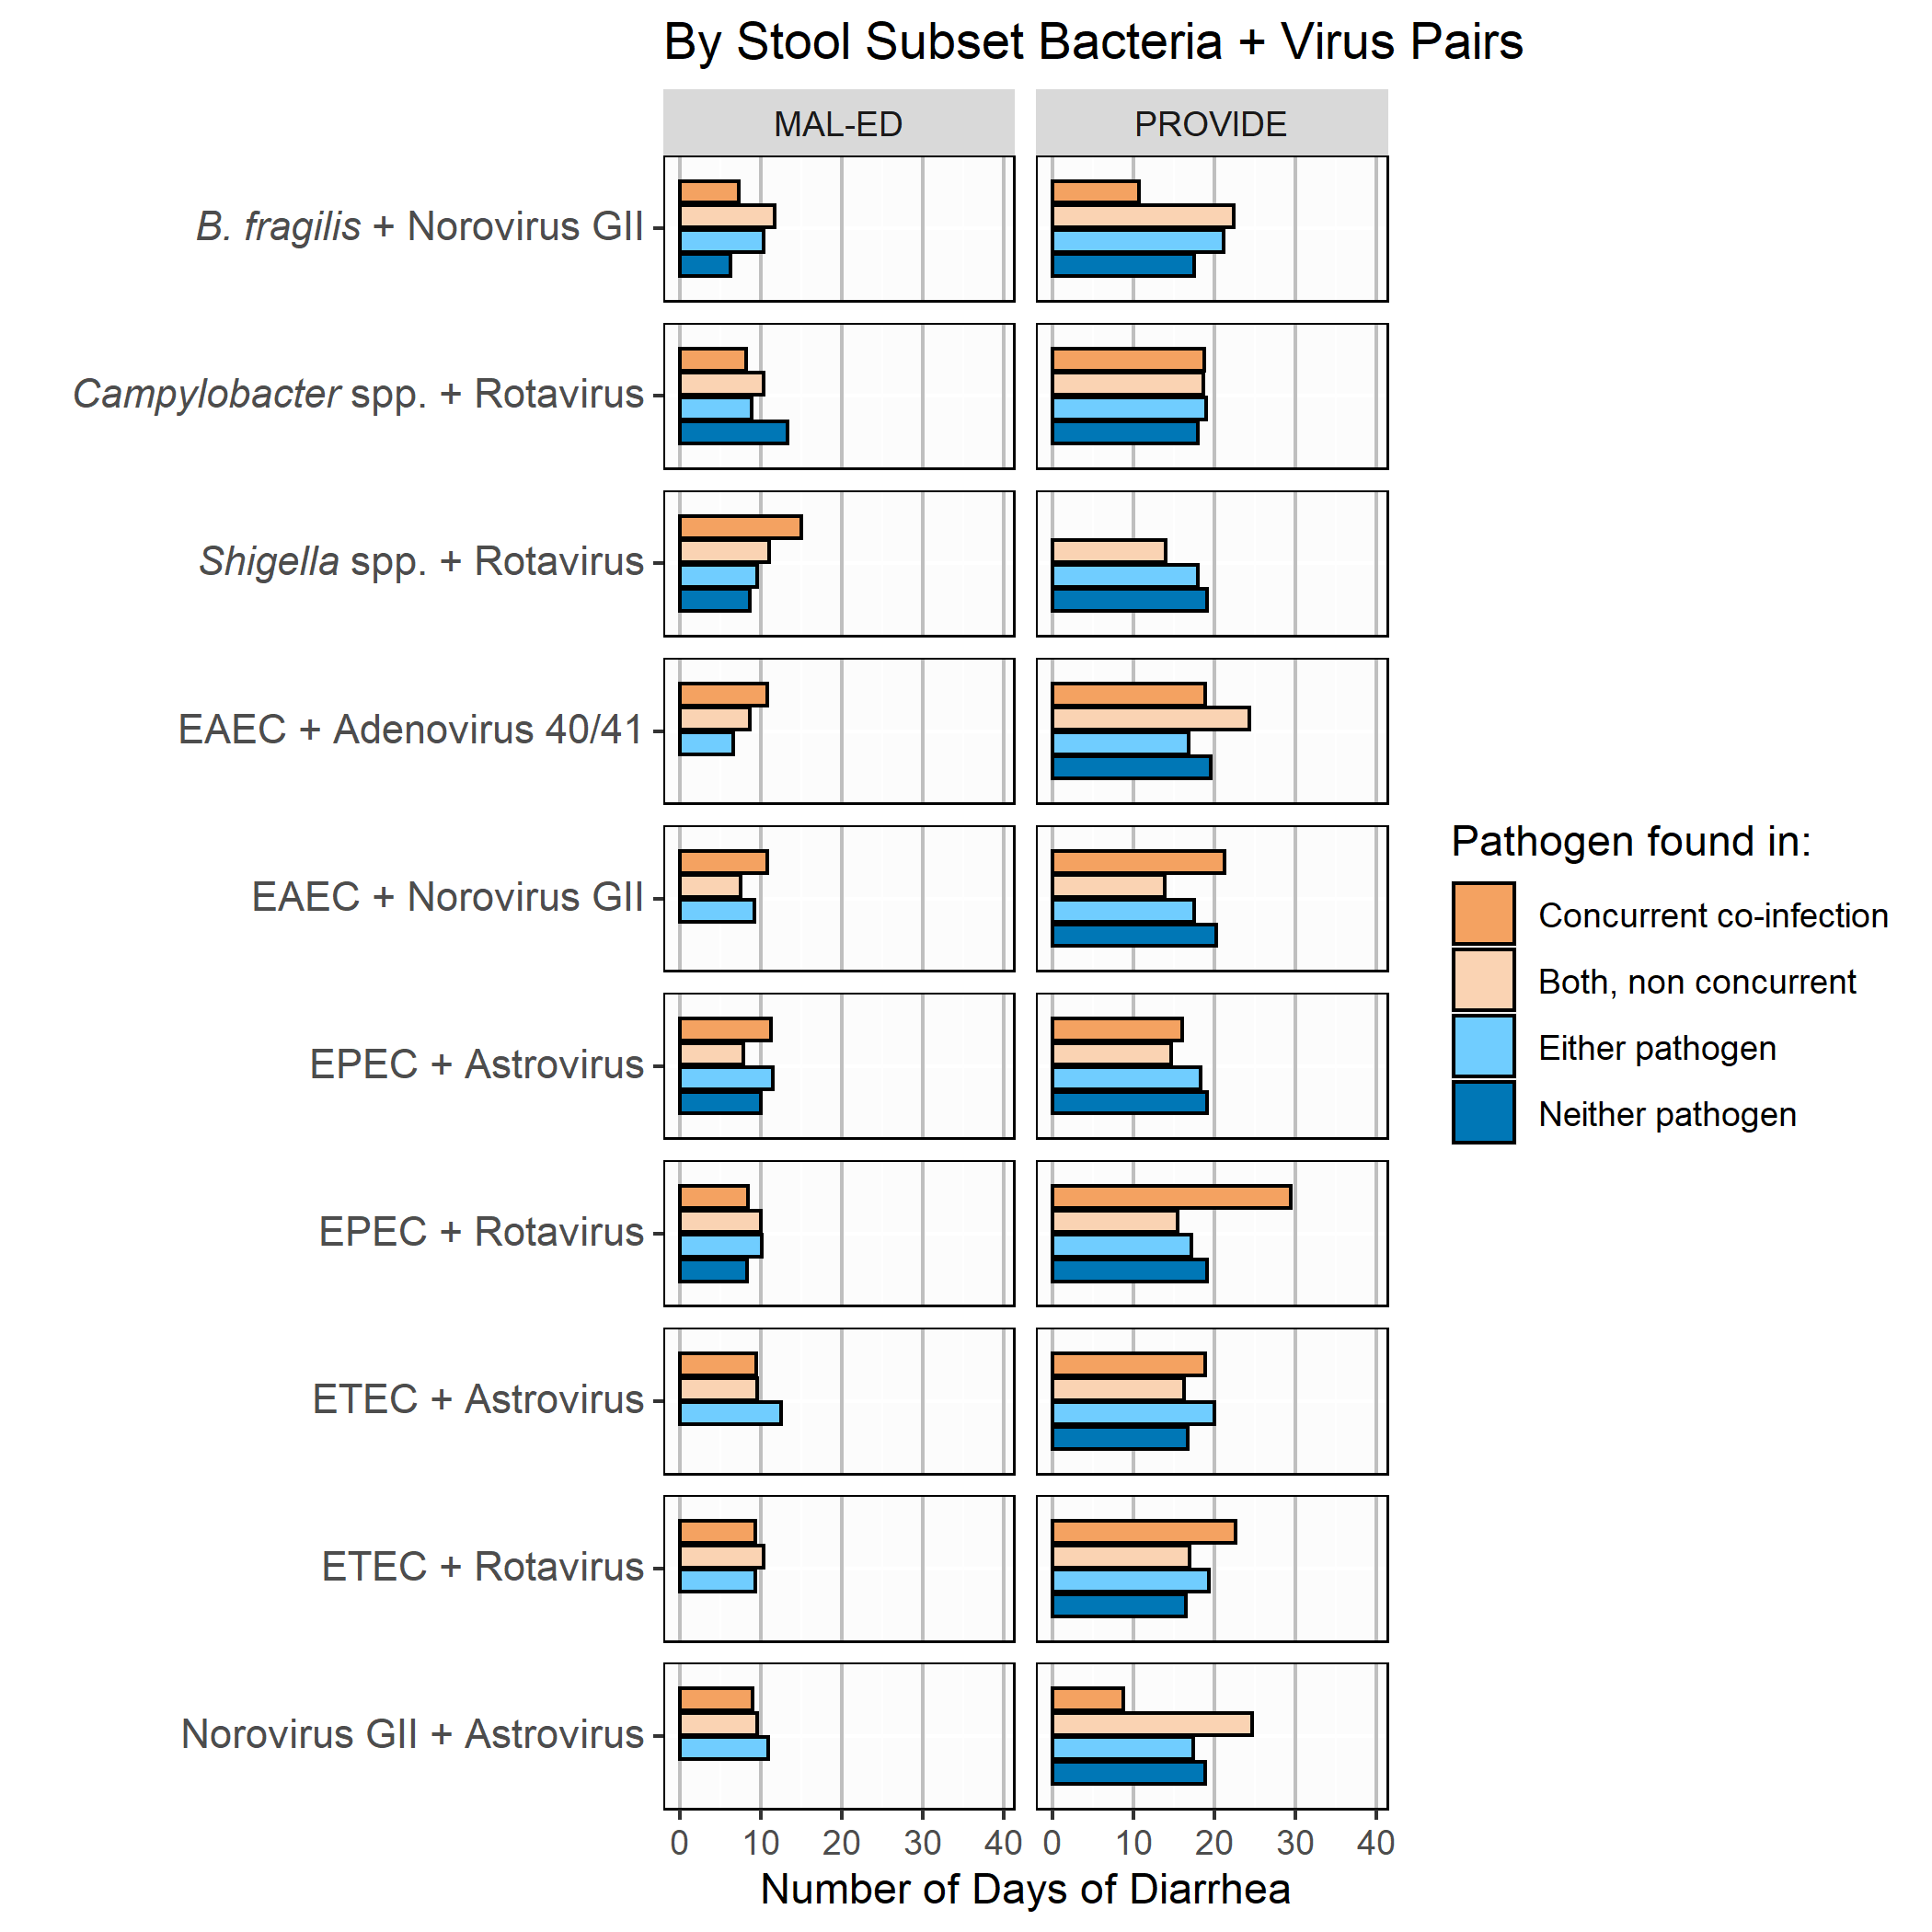 By Stool Subset Bacteria + Virus Pairs
MAL-ED PROVIDE
B. fragilis + Norovirus GII
Campylobacter spp. + Rotavirus
Shigella spp. + Rotavirus
EAEC + Adenovirus 40/41
EAEC + Norovirus GII
EPEC + Astrovirus
EPEC + Rotavirus
ETEC + Astrovirus
ETEC + Rotavirus
Norovirus GII + Astrovirus
0 10 20 30 40 0 10 20 30 40
Number of Days of Diarrhea
Pathogen found in:
Concurrent co-infection
Both, non concurrent
Either pathogen
Neither pathogen